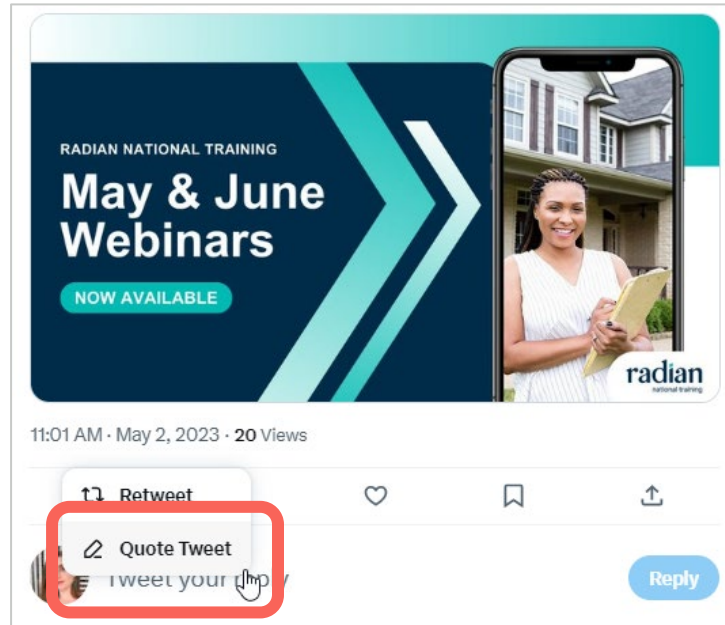 RADIAN NATIONAL TRAINING
May & June
Webinars
NOW AVAILABLE
radian
national training
11:01 AM · May 2, 2023 · 20 Views
Retweet
Quote Tweet
Tweet your reply
Reply